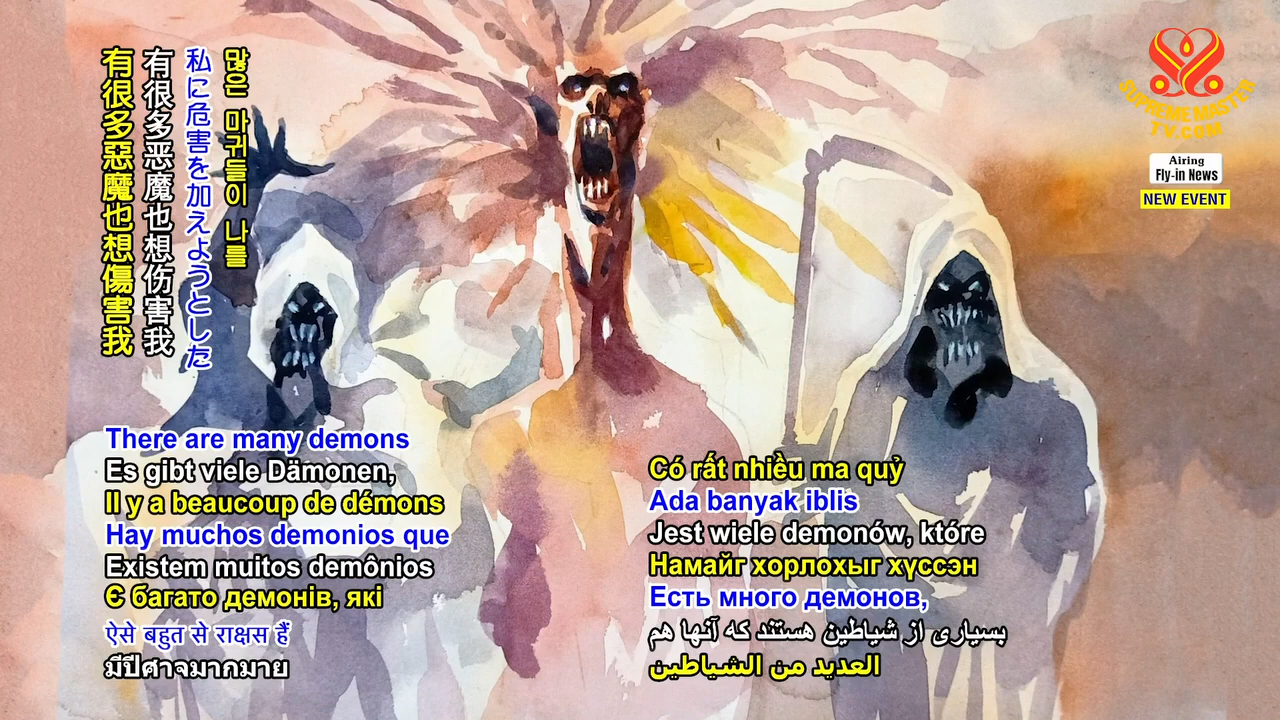 有很多惡魔也想傷害我
有很多恶魔也想伤害我
私に危害を加えようとした
많은 마귀들이 나를
There are many demons
Es gibt viele Dämonen,
Il y a beaucoup de démons
Hay muchos demonios que
Existem muitos demônios
Є багато демонів, які
ऐसे बहुत से राक्षस हैं
มีปีศาจมากมาย
Có rất nhiều ma quỷ
Ada banyak iblis
Jest wiele demonów, które
Намайг хорлохыг хүссэн
Есть много демонов,
بسیاری از شیاطین هستند که آنها هم
العديد من الشياطين
SUPREME MASTER
TV.COM
Airing
Fly-in News
NEW EVENT